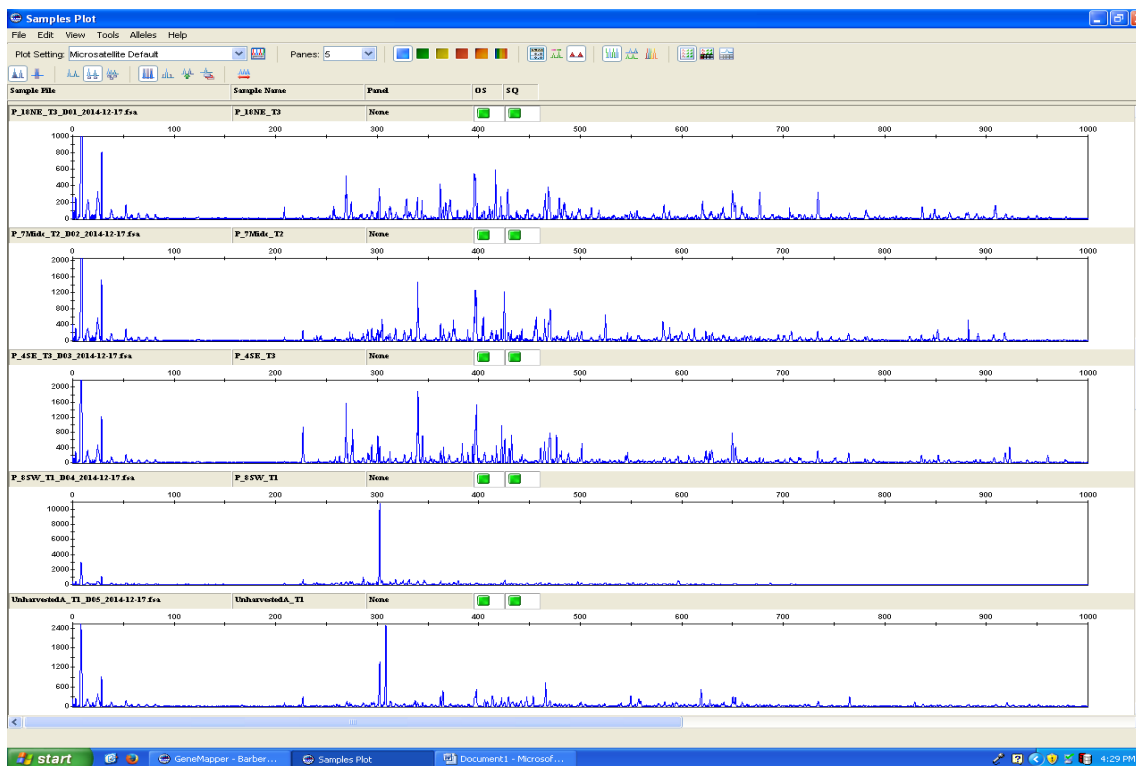 Samples Plot
File Edit View Tools Alleles Help
Plot Setting: Microsatellite Default Panes: 5
Sample File Sample Name Panel OS SQ
P_18NE_T3_D01_2014-12-17.fsa P_18NE_T3 None
0 100 200 300 400 500 600 700 800 900 1000
1000
800
600
400
200
0
P_7Midc_T2_D02_2014-12-17.fsa P_7Midc_T2 None
0 100 200 300 400 500 600 700 800 900 1000
2000
1600
1200
800
400
0
P_4SE_T3_D03_2014-12-17.fsa P_4SE_T3 None
0 100 200 300 400 500 600 700 800 900 1000
2000
1600
1200
800
400
0
P_8SW_T1_D04_2014-12-17.fsa P_8SW_T1 None
0 100 200 300 400 500 600 700 800 900 1000
10000
8000
6000
4000
2000
0
UnharvestedA_T1_D05_2014-12-17.fsa UnharvestedA_T1 None
0 100 200 300 400 500 600 700 800 900 1000
2400
1800
1200
600
0
start GeneMapper - Barber... Samples Plot Document1 - Microsof... 4:29 PM